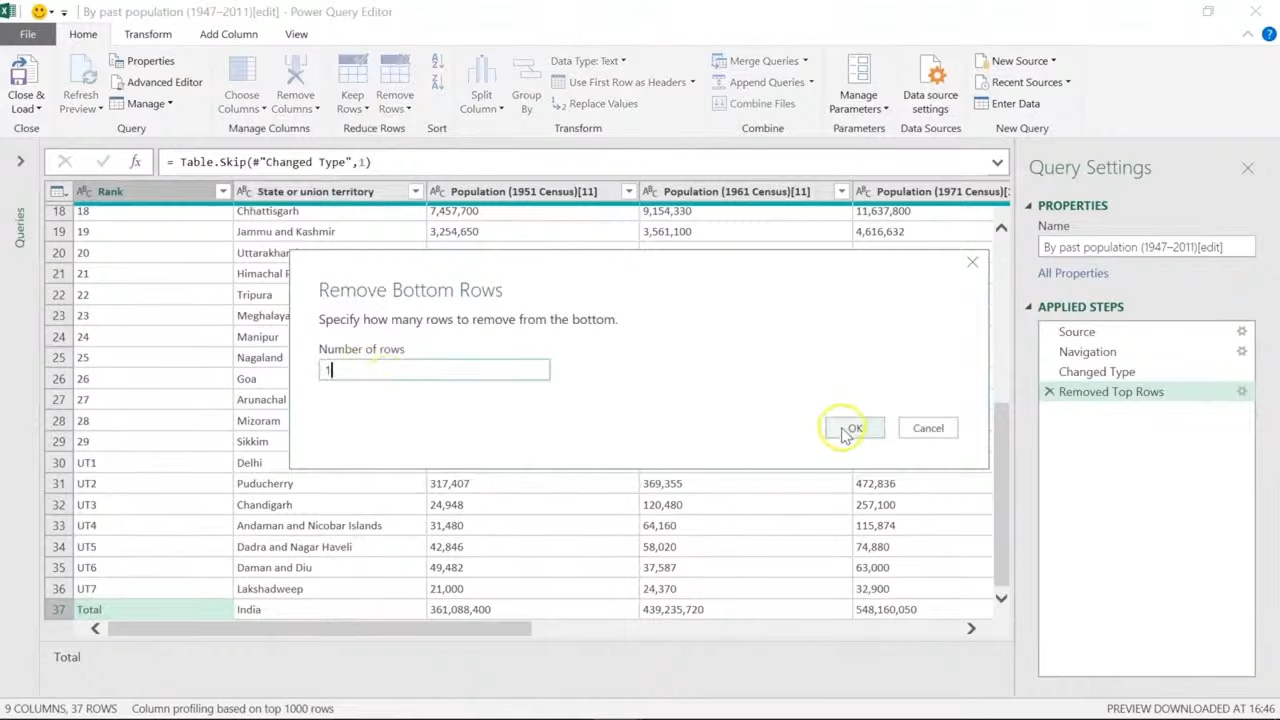 By past population (1947–2011)[edit] - Power Query Editor
File Home Transform Add Column View
Close & Load
Close
Refresh Preview
Properties
Advanced Editor
Manage
Query
Choose Columns
Remove Columns
Manage Columns
Keep Rows
Remove Rows
Reduce Rows
Sort
Split Column
Group By
Data Type: Text
Use First Row as Headers
Replace Values
Transform
Merge Queries
Append Queries
Combine Files
Combine
Manage Parameters
Parameters
Data source settings
Data Sources
New Source
Recent Sources
Enter Data
New Query
fx = Table.Skip(#"Changed Type",1)
Queries
Rank State or union territory Population (1951 Census)[11] Population (1961 Census)[11] Population (1971 Census)[
18 18 Chhattisgarh 7,457,700 9,154,330 11,637,800
19 19 Jammu and Kashmir 3,254,650 3,561,100 4,616,632
20 20 Uttarakhan
21 21 Himachal P
22 22 Tripura
23 23 Meghalaya
24 24 Manipur
25 25 Nagaland
26 26 Goa
27 27 Arunachal
28 28 Mizoram
29 29 Sikkim
30 UT1 Delhi
31 UT2 Puducherry 317,407 369,355 472,836
32 UT3 Chandigarh 24,948 120,480 257,100
33 UT4 Andaman and Nicobar Islands 31,480 64,160 115,874
34 UT5 Dadra and Nagar Haveli 42,846 58,020 74,880
35 UT6 Daman and Diu 49,482 37,587 63,000
36 UT7 Lakshadweep 21,000 24,370 32,900
37 Total India 361,088,400 439,235,720 548,160,050
Total
Remove Bottom Rows
Specify how many rows to remove from the bottom.
Number of rows
1
OK Cancel
Query Settings
PROPERTIES
Name
By past population (1947–2011)[edit]
All Properties
APPLIED STEPS
Source
Navigation
Changed Type
Removed Top Rows
9 COLUMNS, 37 ROWS Column profiling based on top 1000 rows PREVIEW DOWNLOADED AT 16:46